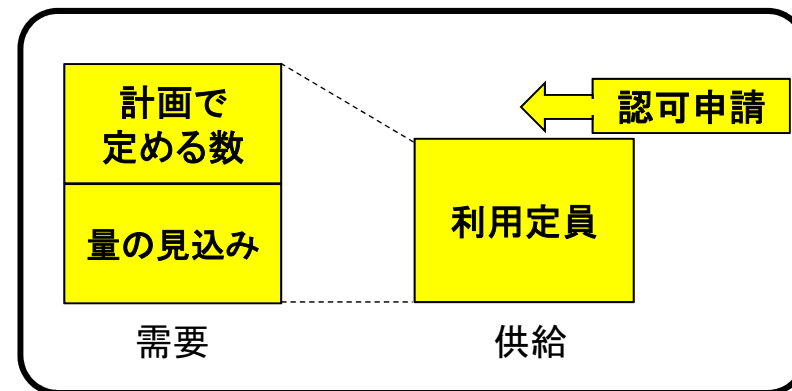 計画で
定める数
量の見込み
需要
認可申請
利用定員
供給